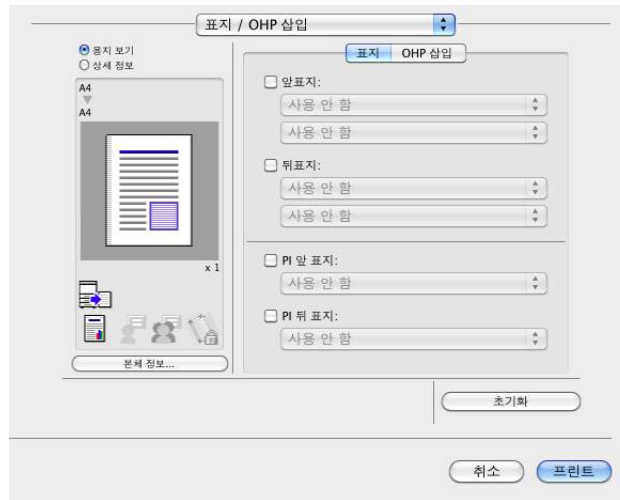 표지 / OHP 삽입
용지 보기
상세 정보
A4
A4
x 1
본체 정보...
표지
OHP 삽입
앞표지:
사용 안 함
사용 안 함
뒤표지:
사용 안 함
사용 안 함
PI 앞 표지:
사용 안 함
PI 뒤 표지:
사용 안 함
초기화
취소
프린트